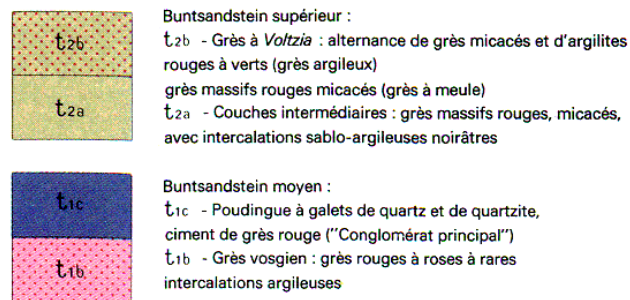 Buntsandstein supérieur :
t2b
t2b - Grès à Voltzia : alternance de grès micacés et d'argilites
rouges à verts (grès argileux)
grès massifs rouges micacés (grès à meule)
t2a
t2a - Couches intermédiaires : grès massifs rouges, micacés,
avec intercalations sablo-argileuses noirâtres
Buntsandstein moyen :
t1c
t1c - Poudingue à galets de quartz et de quartzite,
ciment de grès rouge ("Conglomérat principal")
t1b
t1b - Grès vosgien : grès rouges à roses à rares
intercalations argileuses